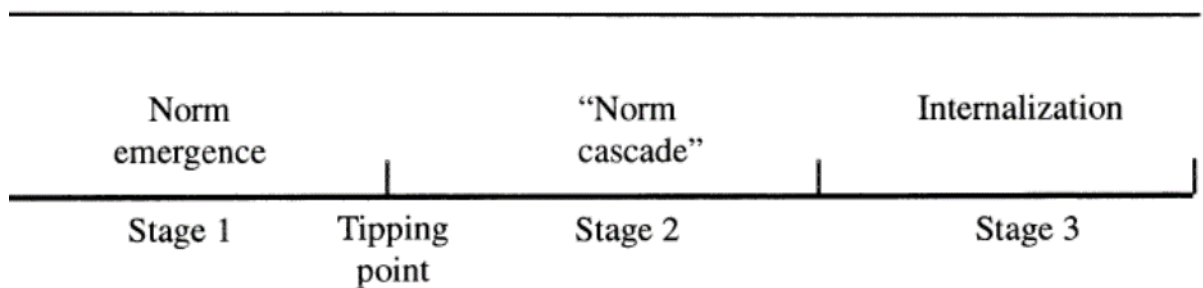 Norm
emergence
“Norm
cascade”
Internalization
Stage 1
Tipping
point
Stage 2
Stage 3